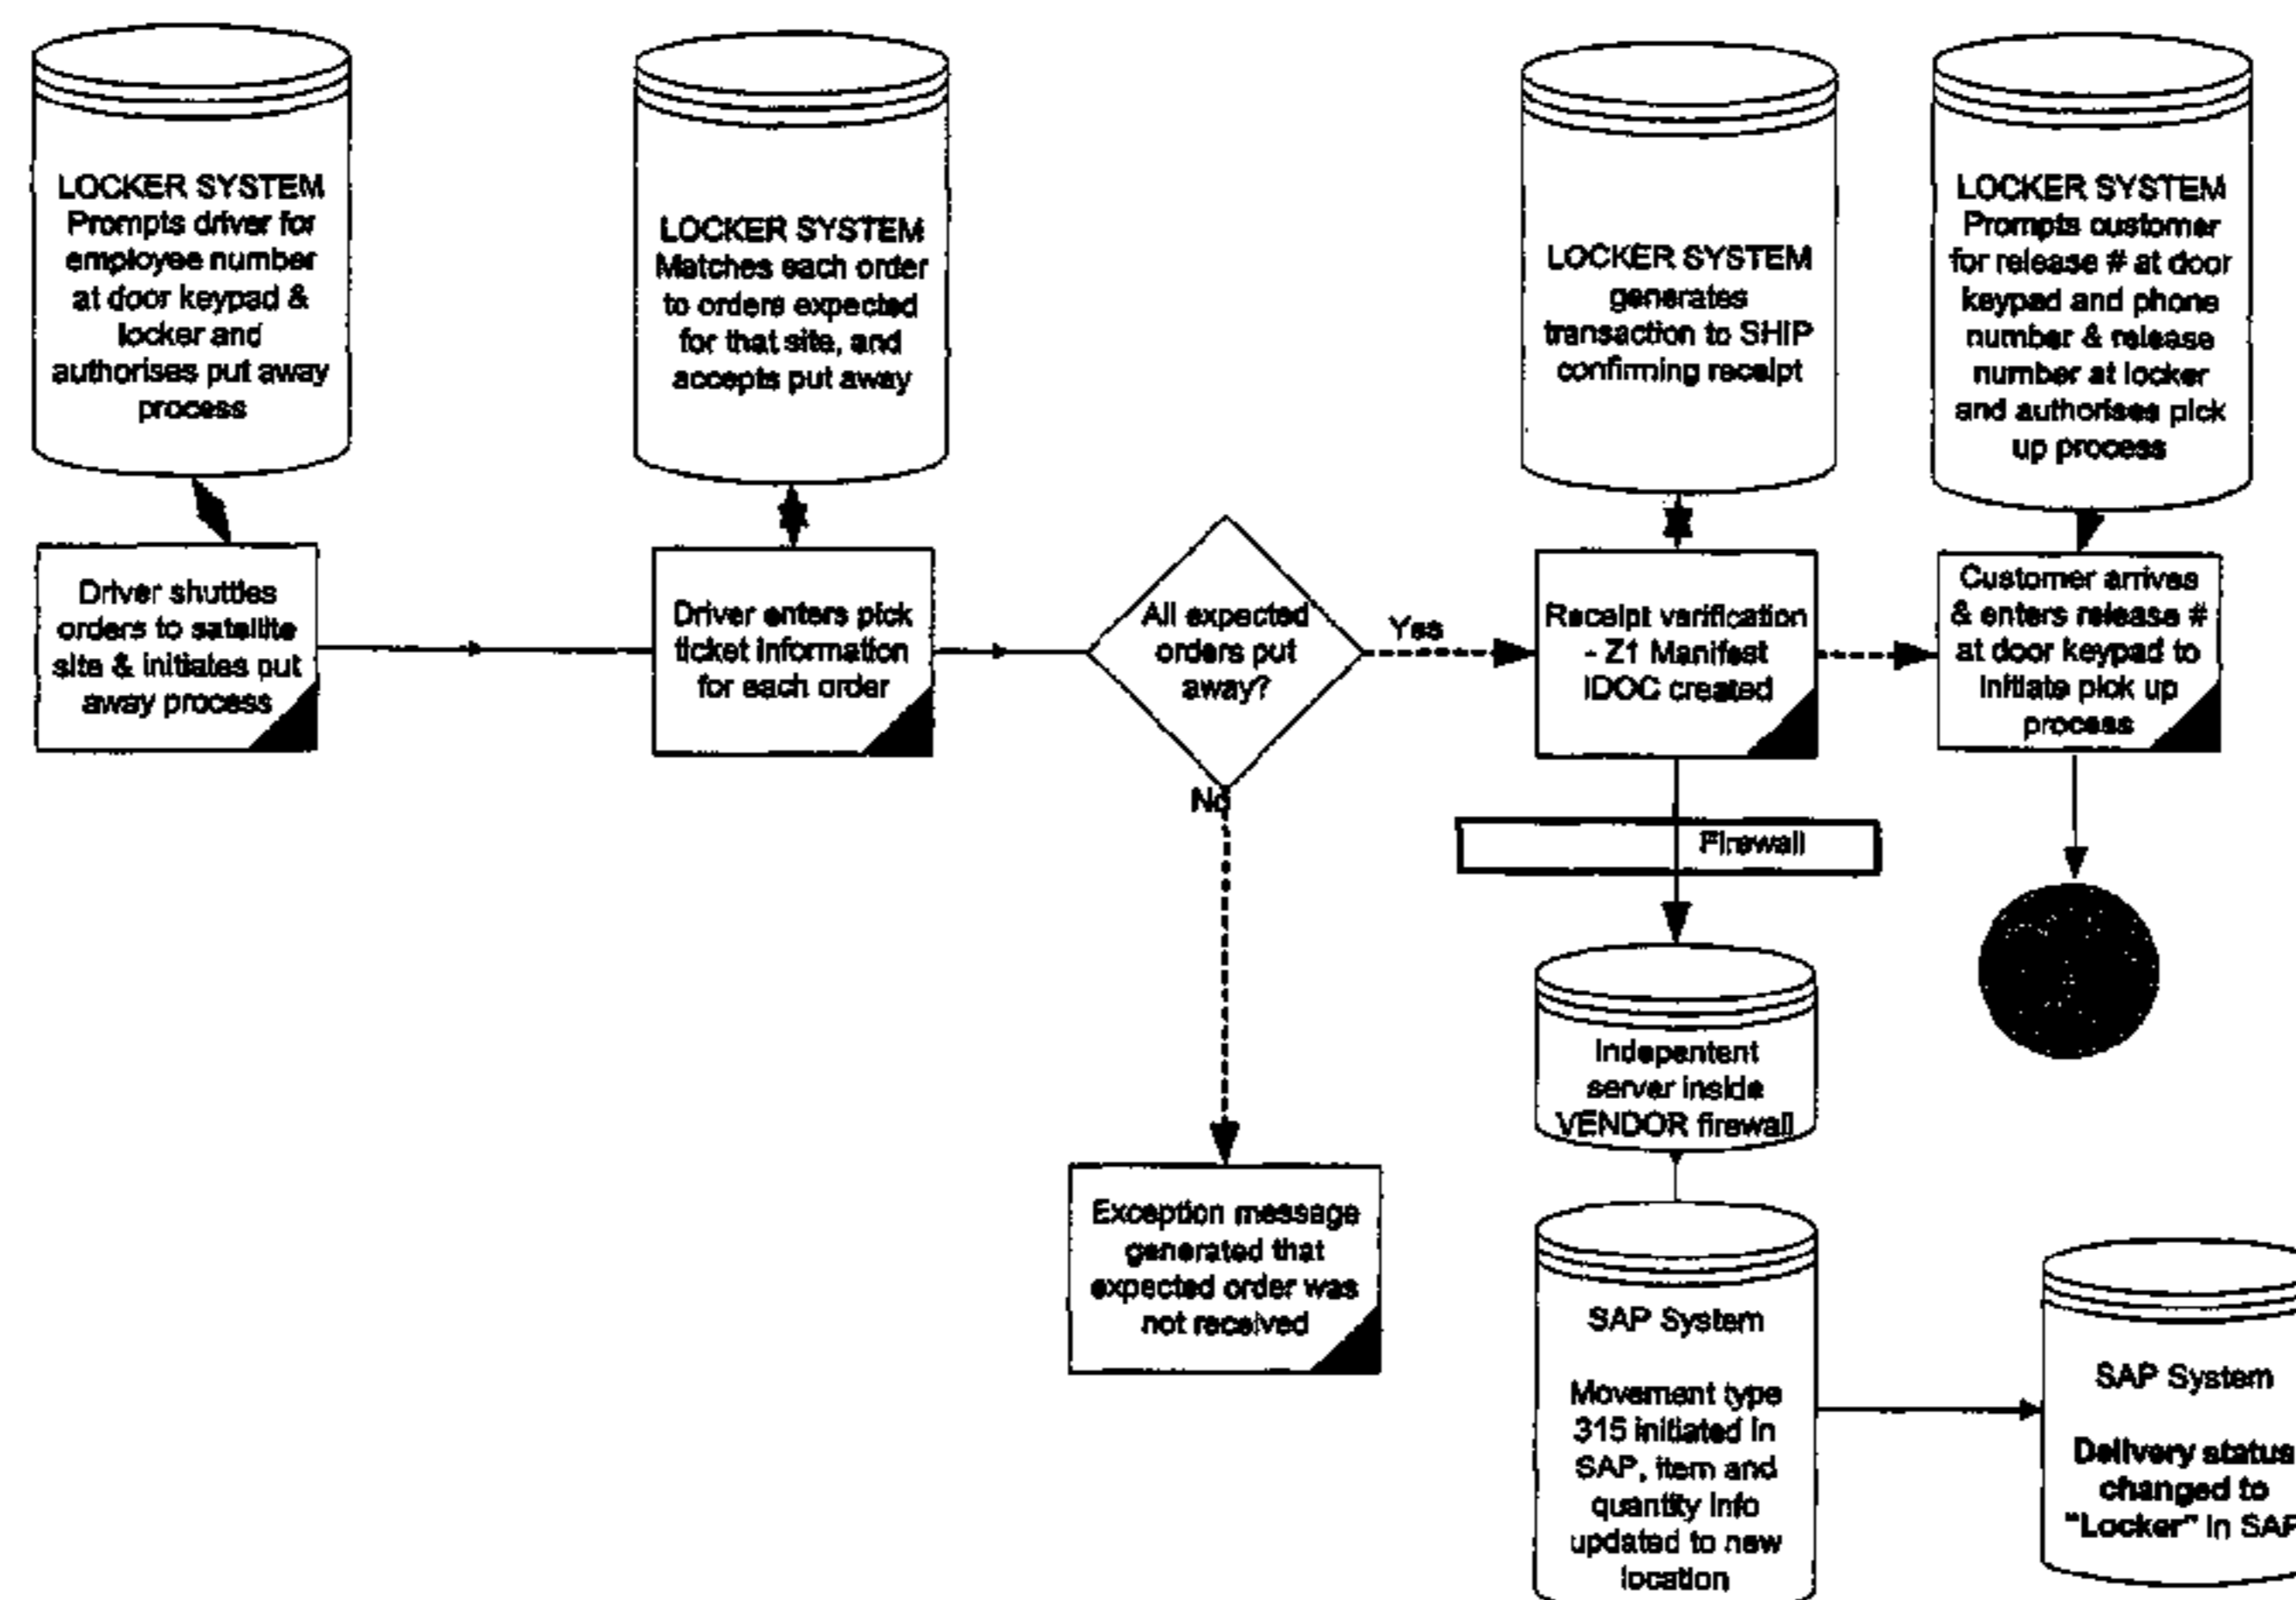 LOCKER SYSTEM
Prompts driver for
employee number
at door keypad &
locker and
authorises put away
process
LOCKER SYSTEM
Matches each order
to orders expected
for that site, and
accepts put away
LOCKER SYSTEM
generates
transaction to SHIP
confirming receipt
LOCKER SYSTEM
Prompts customer
for release # at door
keypad and phone
number & release
number at locker
and authorises pick
up process
Driver shuttles
orders to satellite
site & initiates put
away process
Driver enters pick
ticket information
for each order
All expected
orders put
away?
Yes
No
Receipt verification
- Z1 Manifest
IDOC created
Customer arrives
& enters release #
at door keypad to
initiate pick up
process
Firewall
Indepentent
server inside
VENDOR firewall
Exception message
generated that
expected order was
not received
SAP System
Movement type
315 initiated in
SAP, item and
quantity info
updated to new
location
SAP System
Delivery status
changed to
"Locker" in SAP